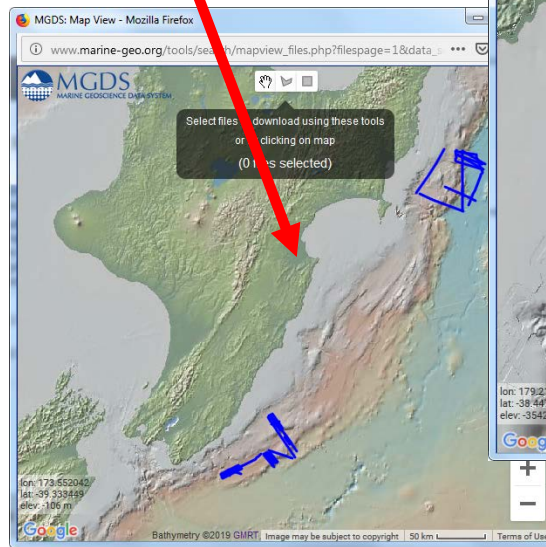 MGDS: Map View - Mozilla Firefox
www.marine-geo.org/tools/search/mapview_files.php?filespage=1&data_s
MGDS
MARINE GEOSCIENCE DATA SYSTEM
Select files to download using these tools
or by clicking on map
(0 files selected)
lon: 173.552042
lat: -39.333449
elev: -106 m
Google
Bathymetry ©2019 GMRT
Image may be subject to copyright
50 km
lon: 179.2
lat: -38.44
elev: -3542
Goog
+
−
Terms of Use